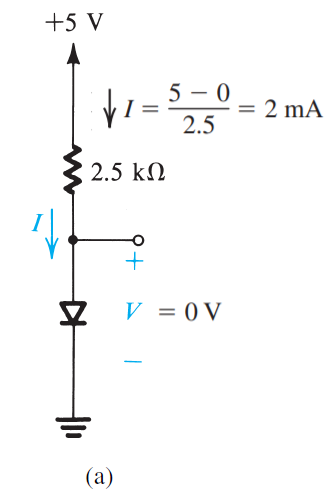 +5 V
I = 5 − 0 / 2.5 = 2 mA
2.5 kΩ
I
+
V = 0 V
−
(a)